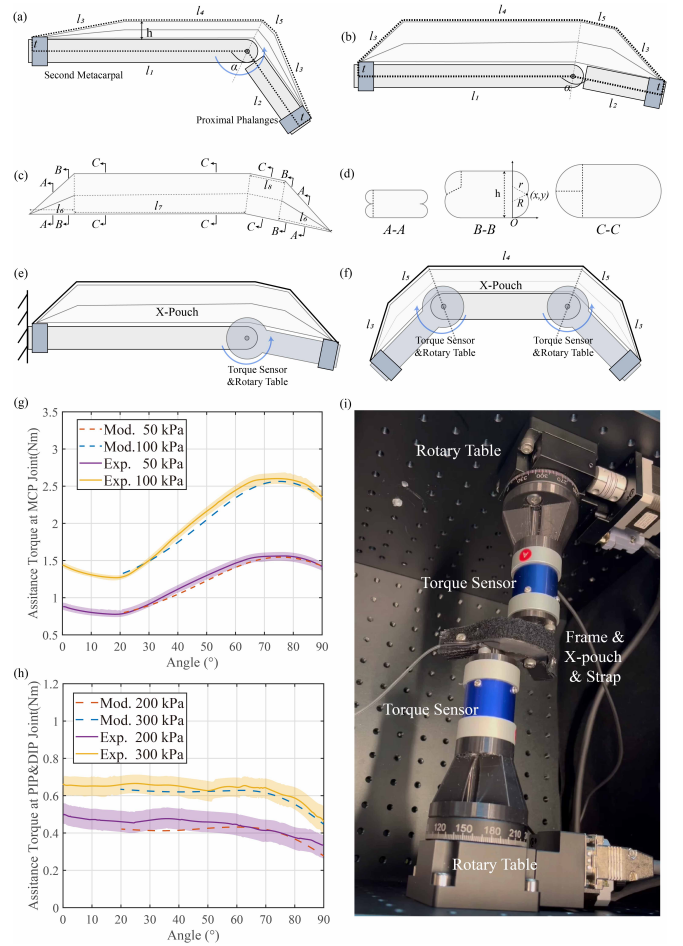 (a)
l3
l4
l5
h
t
α
l3
Second Metacarpal
l1
l2
Proximal Phalanges
t
(b)
l4
l5
l3
l3
t
α
t
l1
l2
(c)
B
C
C
C
B
l8
A
A
l6
l7
l6
A
B
C
C
C
B
A
(d)
h
r
(x,y)
R
O
A-A
B-B
C-C
(e)
X-Pouch
Torque Sensor
&Rotary Table
(f)
l4
l5
X-Pouch
l5
l3
l3
Torque Sensor
&Rotary Table
Torque Sensor
&Rotary Table
(g)
Assitance Torque at MCP Joint(Nm)
3.5
3
2.5
2
1.5
1
0.5
Mod. 50 kPa
Mod.100 kPa
Exp. 50 kPa
Exp. 100 kPa
0 10 20 30 40 50 60 70 80 90
Angle (°)
(h)
Assitance Torque at PIP&DIP Joint(Nm)
1.2
1
0.8
0.6
0.4
0.2
0
Mod. 200 kPa
Mod. 300 kPa
Exp. 200 kPa
Exp. 300 kPa
0 10 20 30 40 50 60 70 80 90
Angle (°)
(i)
Rotary Table
Torque Sensor
Frame &
X-pouch
& Strap
Torque Sensor
120 150 180 210
Rotary Table